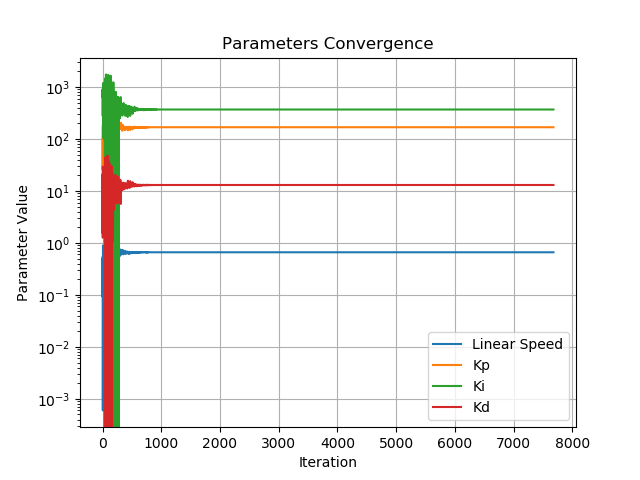 Parameters Convergence
Parameter Value
10³
10²
10¹
10⁰
10⁻¹
10⁻²
10⁻³
Linear Speed
Kp
Ki
Kd
0 1000 2000 3000 4000 5000 6000 7000 8000
Iteration